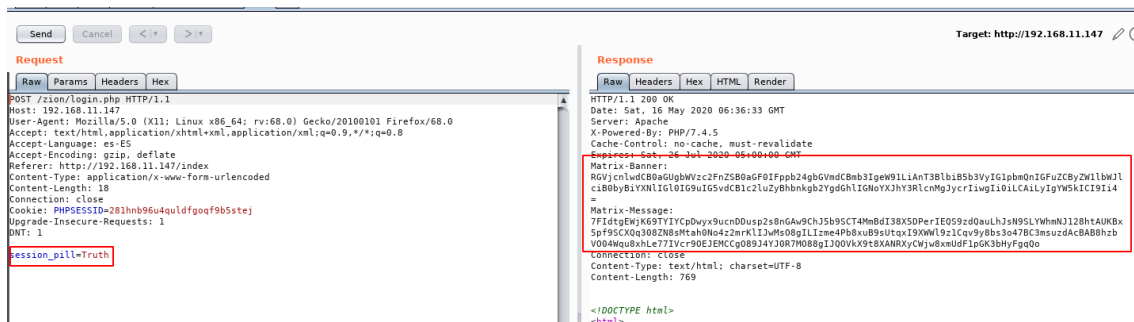 Send
Cancel
< | ▾
> | ▾
Target: http://192.168.11.147
Request
Response
Raw
Params
Headers
Hex
Raw
Headers
Hex
HTML
Render
POST /zion/login.php HTTP/1.1
Host: 192.168.11.147
User-Agent: Mozilla/5.0 (X11; Linux x86_64; rv:68.0) Gecko/20100101 Firefox/68.0
Accept: text/html,application/xhtml+xml,application/xml;q=0.9,*/*;q=0.8
Accept-Language: es-ES
Accept-Encoding: gzip, deflate
Referer: http://192.168.11.147/index
Content-Type: application/x-www-form-urlencoded
Content-Length: 18
Connection: close
Cookie: PHPSESSID=281hnb96u4quldfgoqf9b5stej
Upgrade-Insecure-Requests: 1
DNT: 1
session_pill=Truth
HTTP/1.1 200 OK
Date: Sat, 16 May 2020 06:36:33 GMT
Server: Apache
X-Powered-By: PHP/7.4.5
Cache-Control: no-cache, must-revalidate
Expires: Sat, 26 Jul 2020 05:00:00 GMT
Matrix-Banner:
Matrix-Message:
Connection: close
Content-Type: text/html; charset=UTF-8
Content-Length: 769
<!DOCTYPE html>
<html>